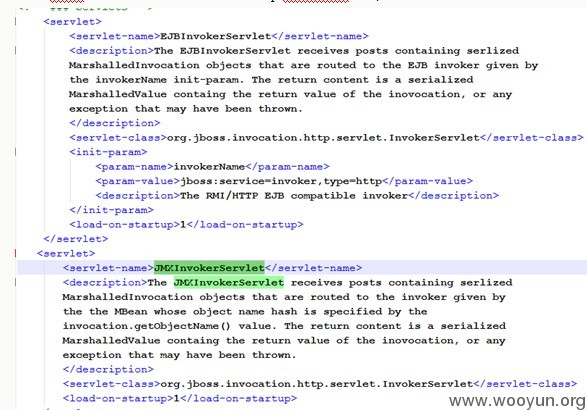 <servlet>
<servlet-name>EJBInvokerServlet</servlet-name>
<description>The EJBInvokerServlet receives posts containing serlized
MarshalledInvocation objects that are routed to the EJB invoker given by
the invokerName init-param. The return content is a serialized
MarshalledValue containg the return value of the inovocation, or any
exception that may have been thrown.
</description>
<servlet-class>org.jboss.invocation.http.servlet.InvokerServlet</servlet-class>
<init-param>
<param-name>invokerName</param-name>
<param-value>jboss:service=invoker,type=http</param-value>
<description>The RMI/HTTP EJB compatible invoker</description>
</init-param>
<load-on-startup>1</load-on-startup>
</servlet>
<servlet>
<servlet-name>JMXInvokerServlet</servlet-name>
<description>The JMXInvokerServlet receives posts containing serlized
MarshalledInvocation objects that are routed to the invoker given by
the the MBean whose object name hash is specified by the
invocation.getObjectName() value. The return content is a serialized
MarshalledValue containg the return value of the inovocation, or any
exception that may have been thrown.
</description>
<servlet-class>org.jboss.invocation.http.servlet.InvokerServlet</servlet-class>
<load-on-startup>1</load-on-startup>
www.wooyun.org